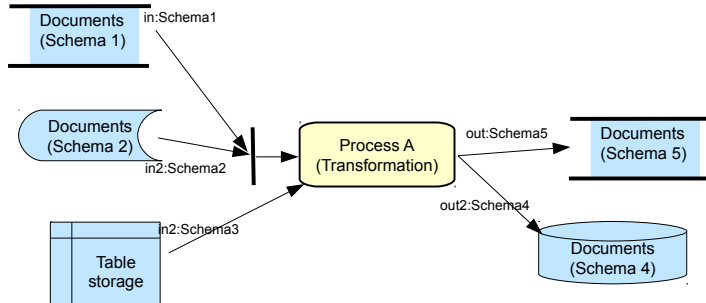 Documents
(Schema 1)
in:Schema1
Documents
(Schema 2)
in2:Schema2
Table
storage
in2:Schema3
Process A
(Transformation)
out:Schema5
Documents
(Schema 5)
out2:Schema4
Documents
(Schema 4)